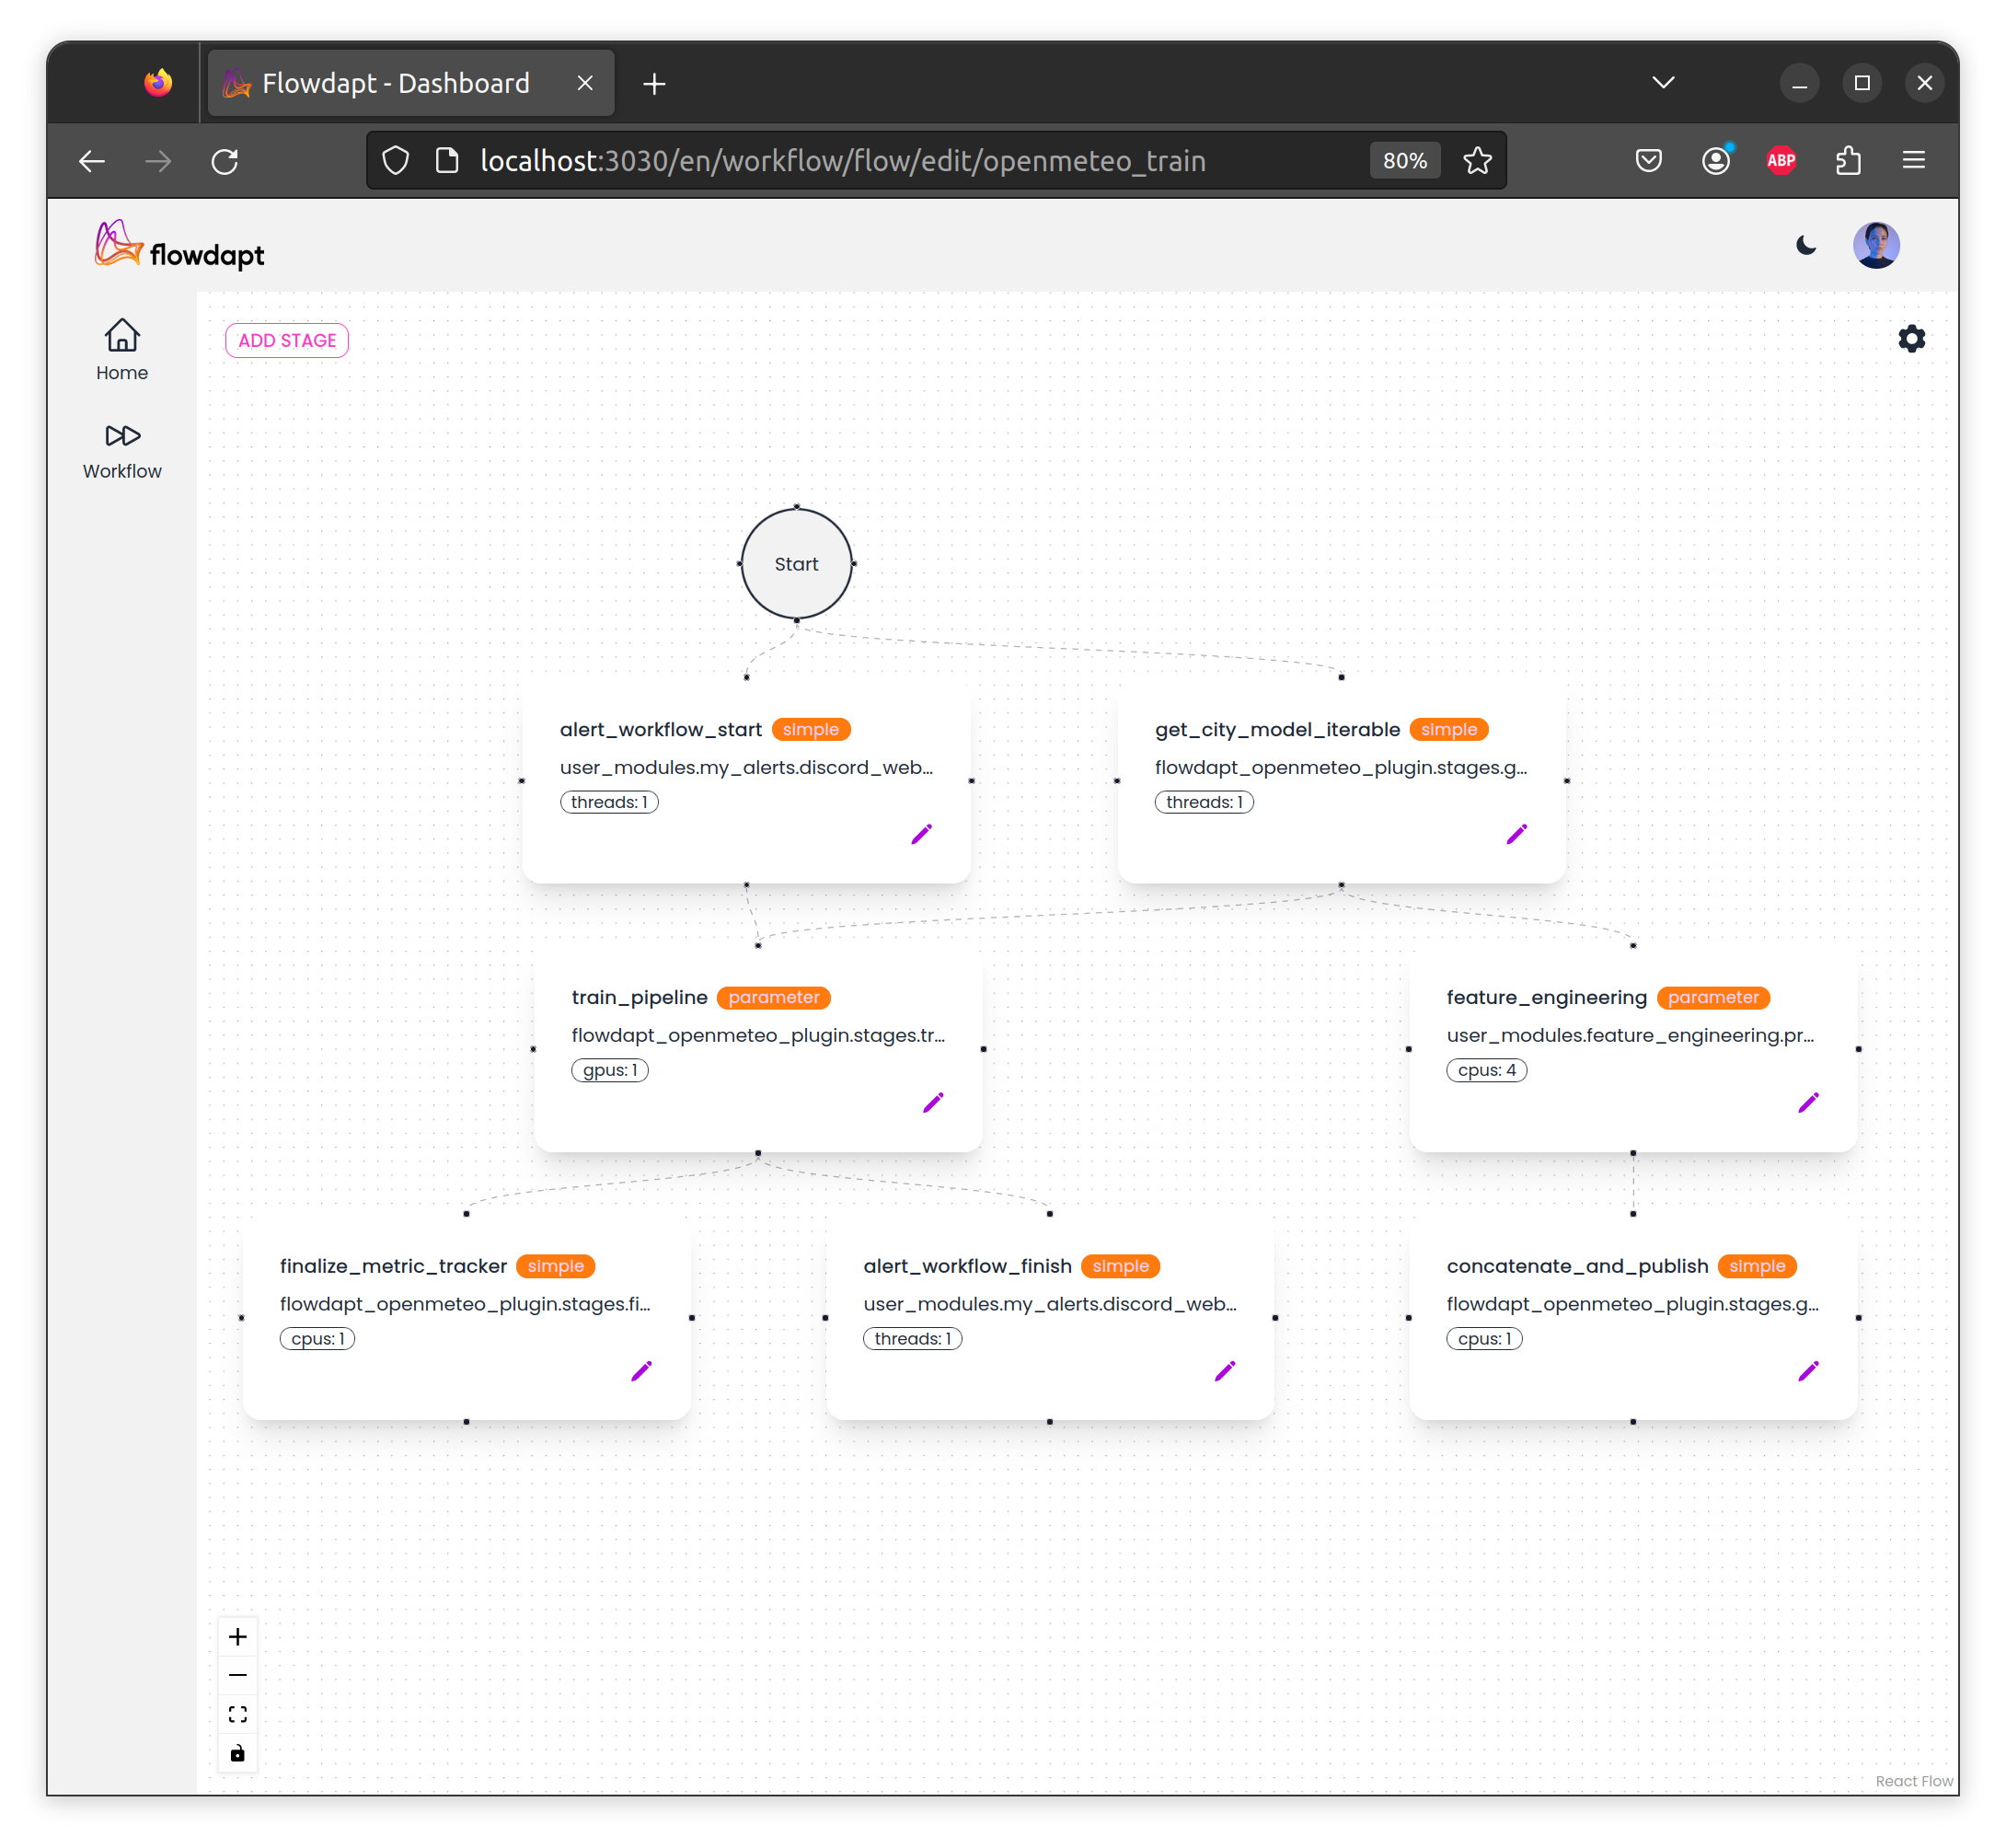 Flowdapt - Dashboard
localhost:3030/en/workflow/flow/edit/openmeteo_train
80%
ABP
flowdapt
Home
Workflow
ADD STAGE
Start
alert_workflow_start simple
user_modules.my_alerts.discord_web...
threads: 1
get_city_model_iterable simple
flowdapt_openmeteo_plugin.stages.g...
threads: 1
train_pipeline parameter
flowdapt_openmeteo_plugin.stages.tr...
gpus: 1
feature_engineering parameter
user_modules.feature_engineering.pr...
cpus: 4
finalize_metric_tracker simple
flowdapt_openmeteo_plugin.stages.fi...
cpus: 1
alert_workflow_finish simple
user_modules.my_alerts.discord_web...
threads: 1
concatenate_and_publish simple
flowdapt_openmeteo_plugin.stages.g...
cpus: 1
React Flow